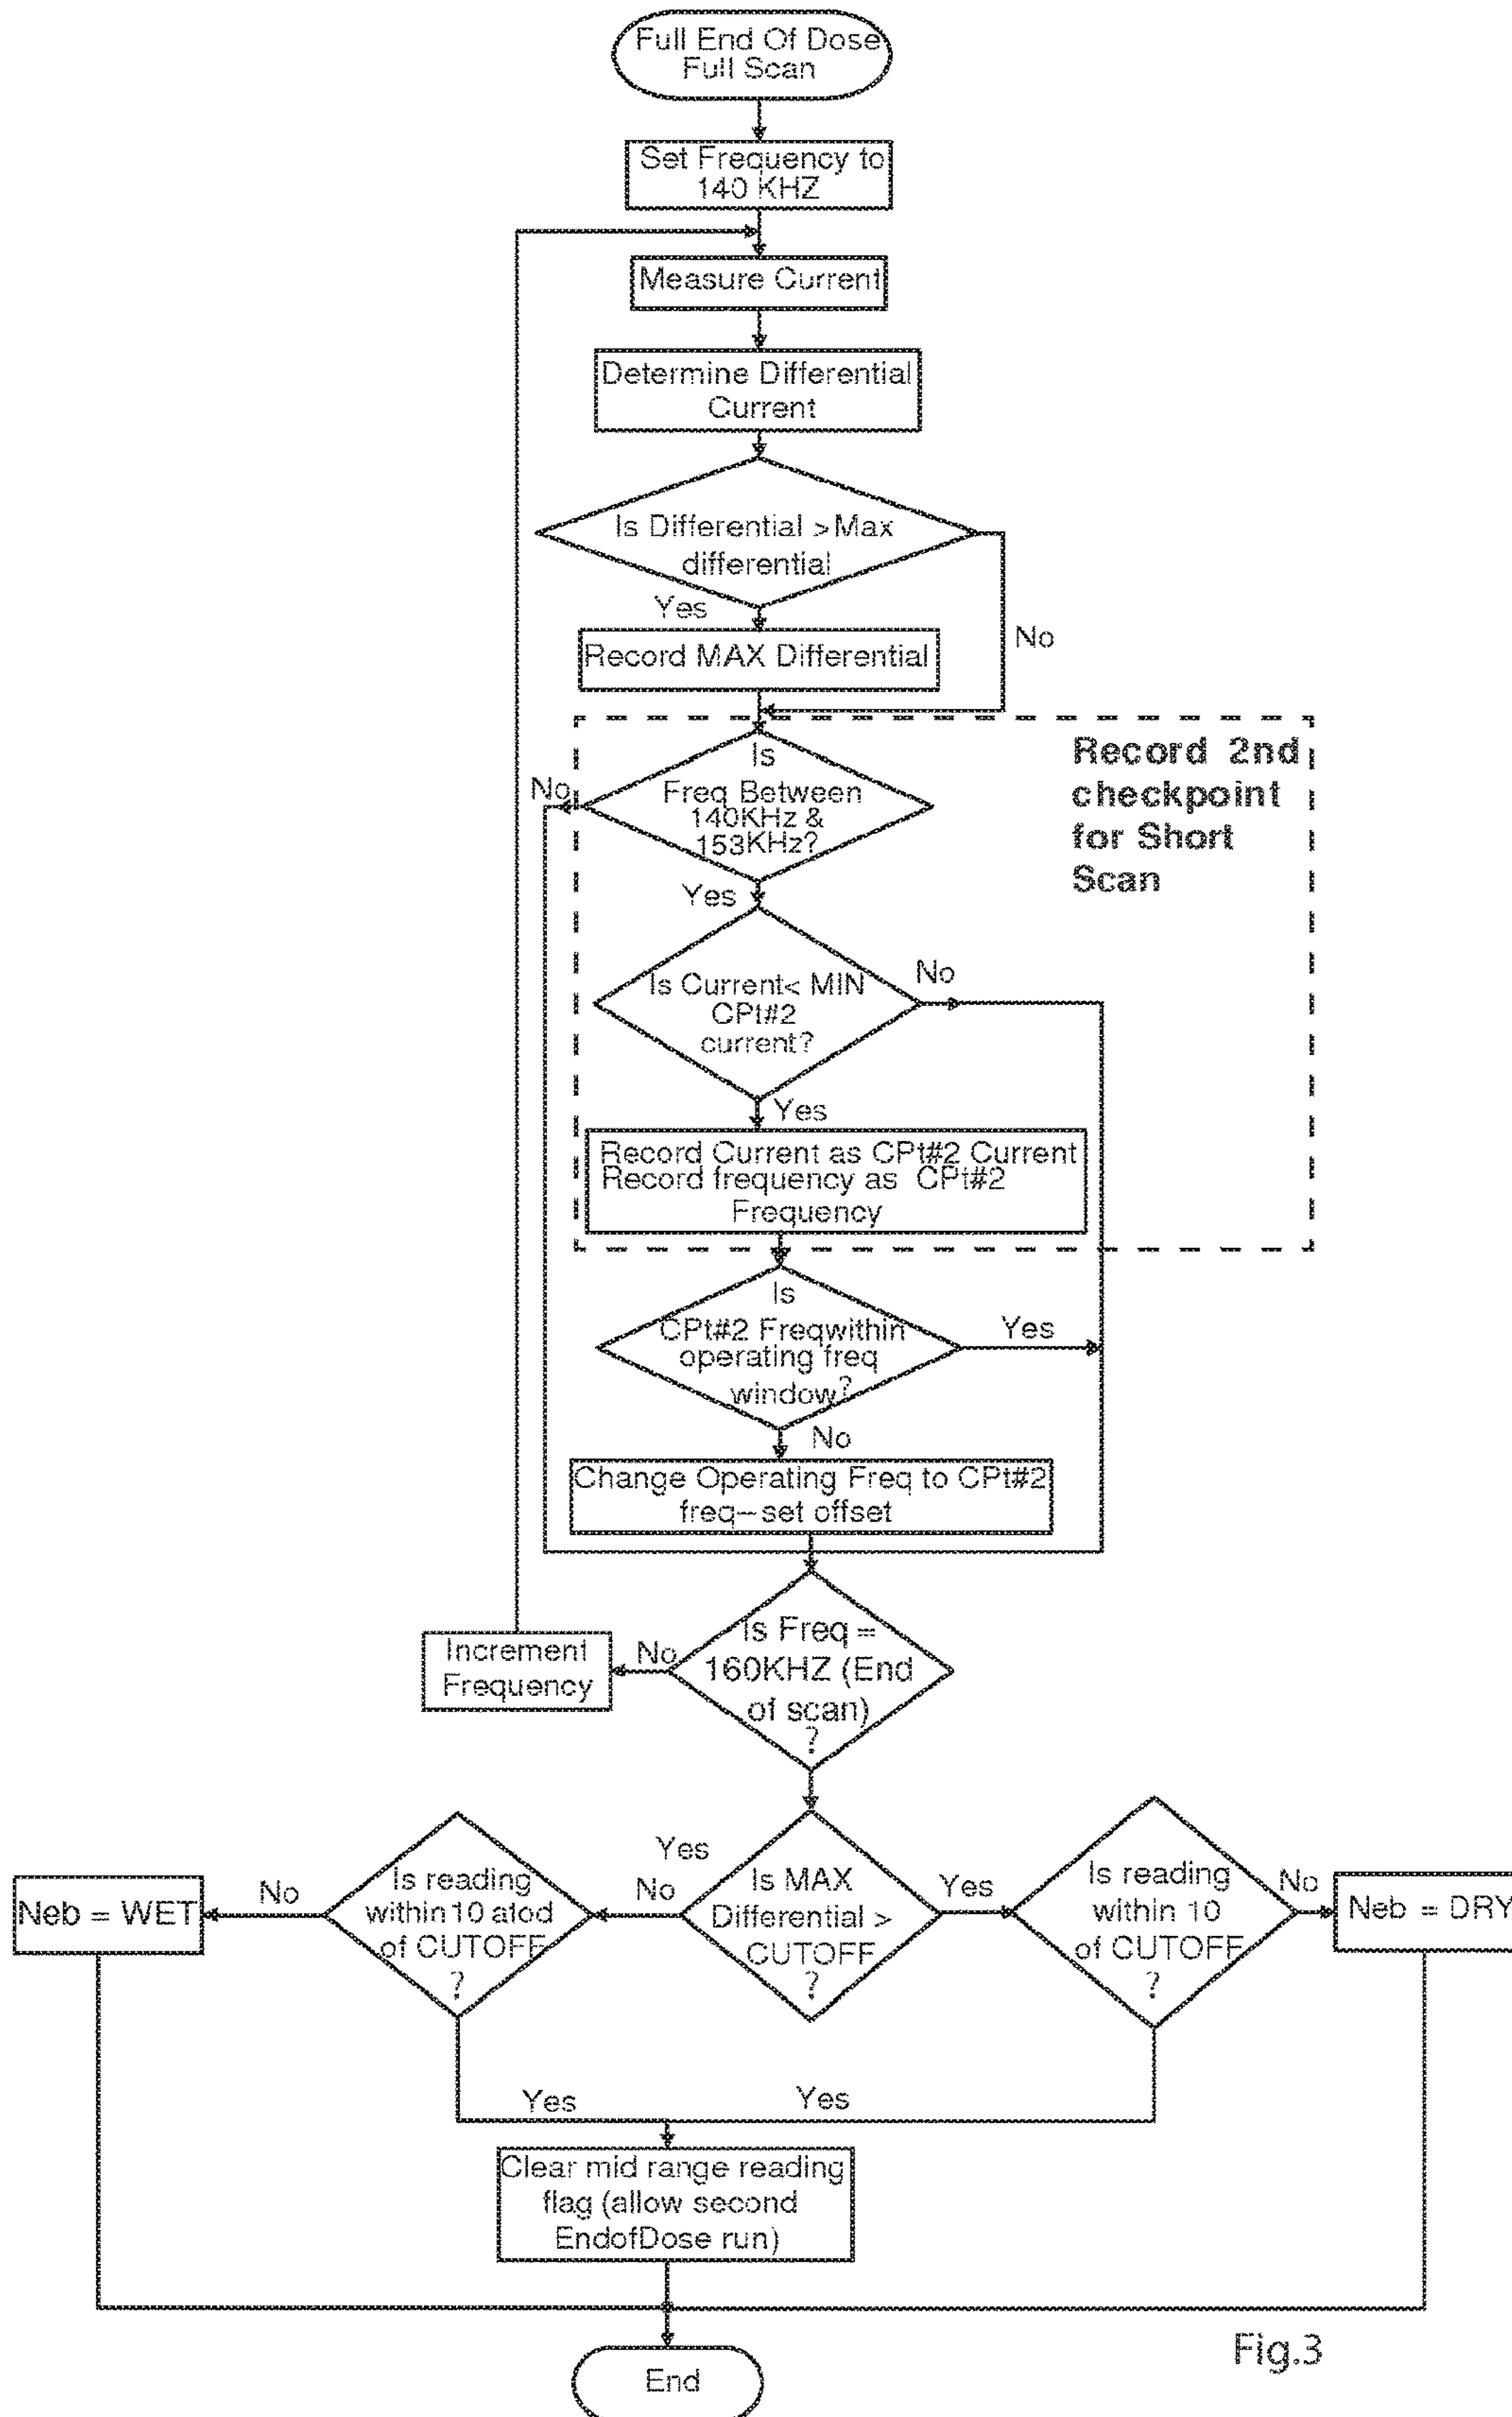 Full End Of Dose
Full Scan
Set Frequency to
140 KHZ
Measure Current
Determine Differential
Current
Is Differential >Max
differential
Yes
No
Record MAX Differential
Record 2nd
checkpoint
for Short
Scan
Is
Freq Between
140KHz &
153KHz?
No
Yes
Is Current< MIN
CPt#2
current?
No
Yes
Record Current as CPt#2 Current
Record frequency as CPt#2
Frequency
Is
CPt#2 Freqwithin
operating freq
window?
Yes
No
Change Operating Freq to CPt#2
freq–set offset
Is Freq =
160KHZ (End
of scan)
?
No
Increment
Frequency
Yes
Is MAX
Differential >
CUTOFF
?
No
Yes
Is reading
within10 atod
of CUTOFF
?
No
Neb = WET
Is reading
within 10
of CUTOFF
?
No
Neb = DRY
Yes
Yes
Clear mid range reading
flag (allow second
EndofDose run)
End
Fig.3